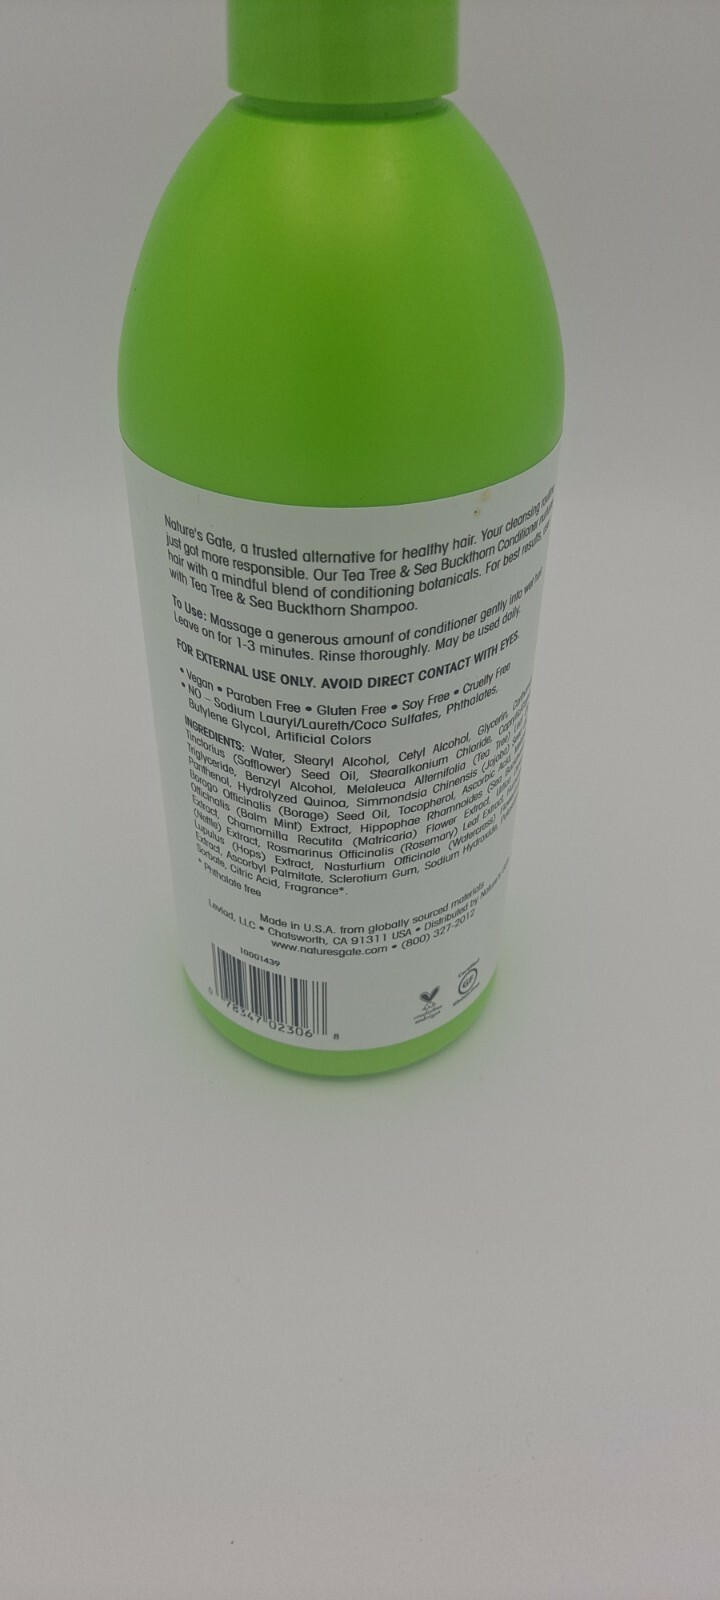 Nature's Gate, a trusted alternative for healthy hair. Your cleansing routine
just got more responsible. Our Tea Tree & Sea Buckthorn Conditioner
hair with a mindful blend of conditioning botanicals. For best results, use
with Tea Tree & Sea Buckthorn Shampoo.
To Use: Massage a generous amount of conditioner gently into wet hair.
Leave on for 1-3 minutes. Rinse thoroughly. May be used daily.
FOR EXTERNAL USE ONLY. AVOID DIRECT CONTACT WITH EYES.
• Vegan • Paraben Free • Gluten Free • Soy Free • Cruelty Free
• NO – Sodium Lauryl/Laureth/Coco Sulfates, Phthalates,
Butylene Glycol, Artificial Colors
INGREDIENTS: Water, Stearyl Alcohol, Cetyl Alcohol, Glycerin,
Tinctorius (Safflower) Seed Oil, Stearalkonium Chloride,
Triglyceride, Benzyl Alcohol, Melaleuca Alternifolia (Tea Tree)
Panthenol, Hydrolyzed Quinoa, Simmondsia Chinensis (Jojoba)
Borago Officinalis (Borage) Seed Oil, Tocopherol, Ascorbic Acid,
Officinalis (Balm Mint) Extract, Hippophae Rhamnoides
Extract, Chamomilla Recutita (Matricaria) Flower Extract,
(Nettle) Extract, Rosmarinus Officinalis (Rosemary) Leaf Extract,
Lupulus (Hops) Extract, Nasturtium Officinale (Watercress)
Extract, Ascorbyl Palmitate, Sclerotium Gum, Sodium Hydroxide,
Sorbate, Citric Acid, Fragrance*.
* Phthalate free
Made in U.S.A. from globally sourced materials
Levlad, LLC • Chatsworth, CA 91311 USA • Distributed by
www.naturesgate.com • (800) 327-2012
10001439
0 78347 02306 8
GF